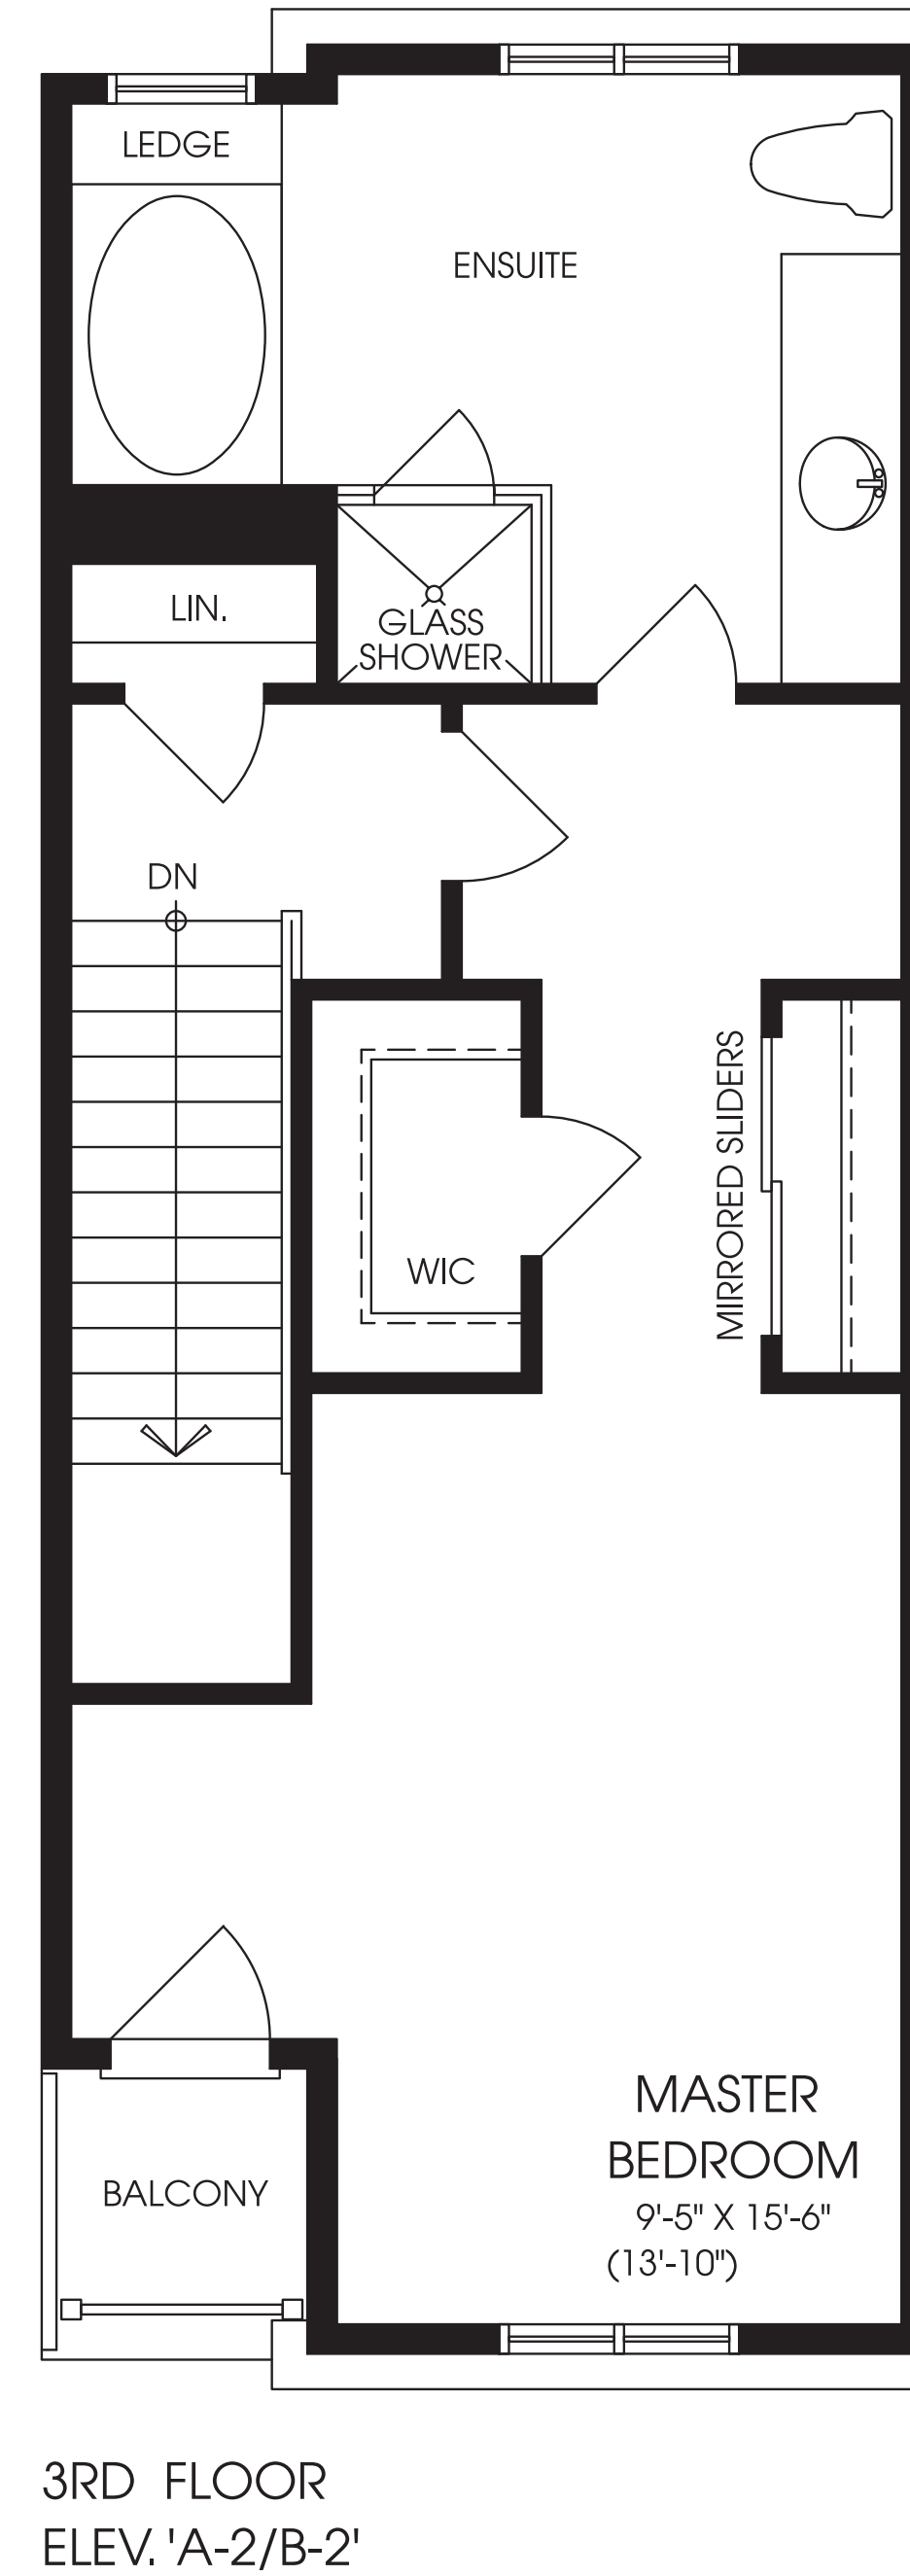 LEDGE
ENSUITE
LIN.
GLASS
SHOWER
DN
MIRRORED SLIDERS
WIC
MASTER
BEDROOM
9'-5" X 15'-6"
(13'-10")
BALCONY
3RD FLOOR
ELEV. 'A-2/B-2'